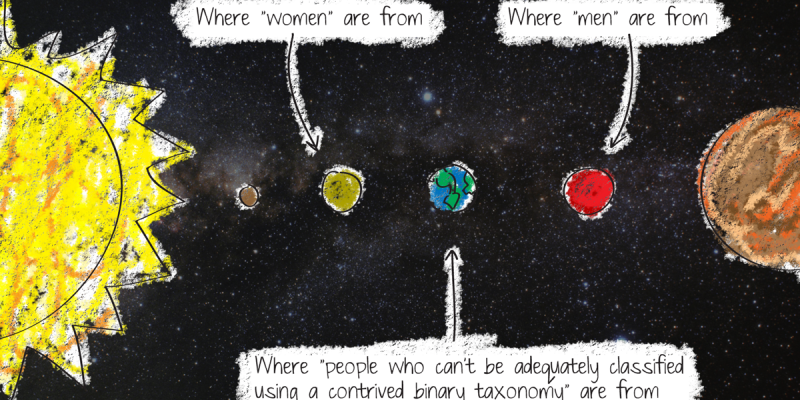 Where "women" are from
Where "men" are from
Where "people who can't be adequately classified
using a contrived binary taxonomy" are from